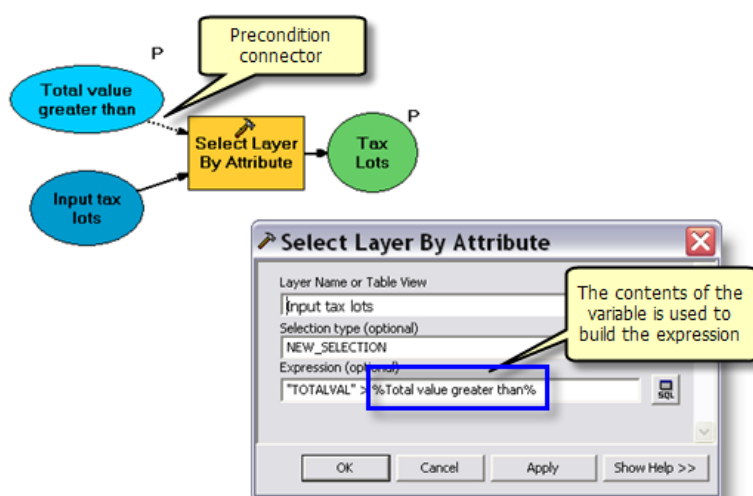 P
Precondition
connector
Total value
greater than
P
Select Layer
By Attribute
Tax
Lots
Input tax
lots
Select Layer By Attribute
Layer Name or Table View
Input tax lots
Selection type (optional)
NEW_SELECTION
Expression (optional)
"TOTALVAL" > %Total value greater than%
SQL
The contents of the
variable is used to
build the expression
OK
Cancel
Apply
Show Help >>